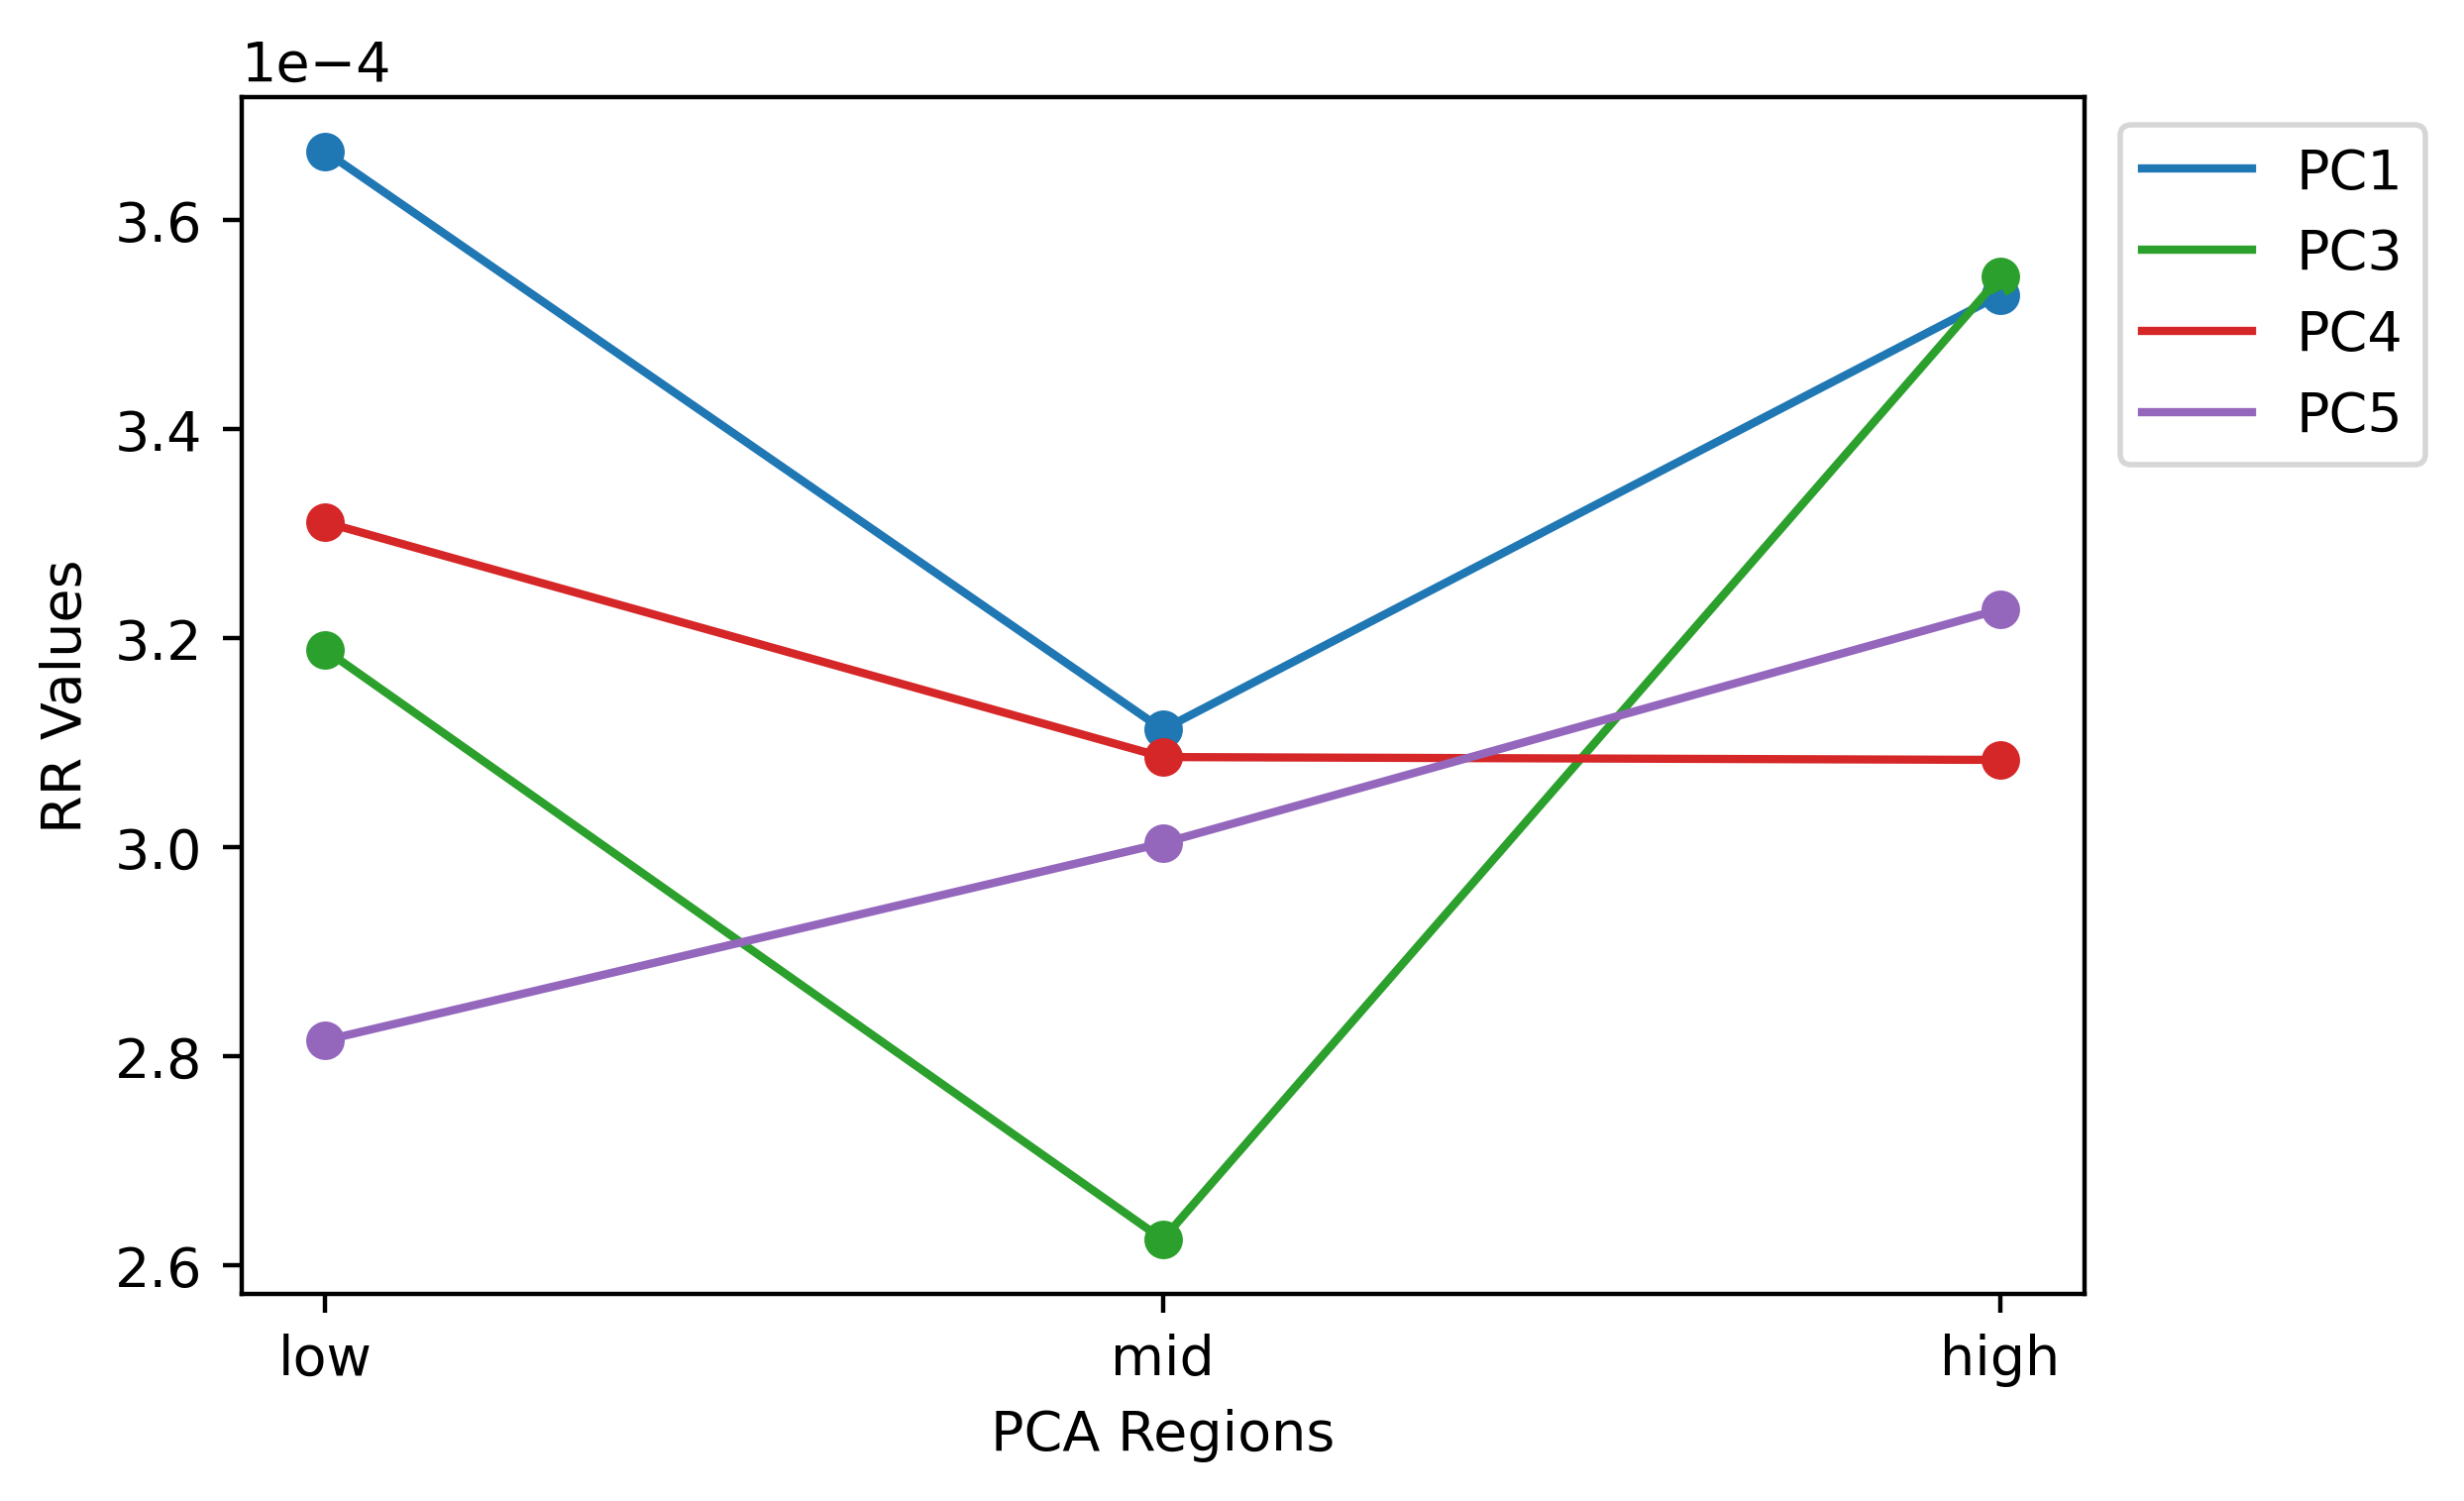 1e−4
3.6
3.4
3.2
3.0
2.8
2.6
RR Values
low
mid
high
PCA Regions
PC1
PC3
PC4
PC5